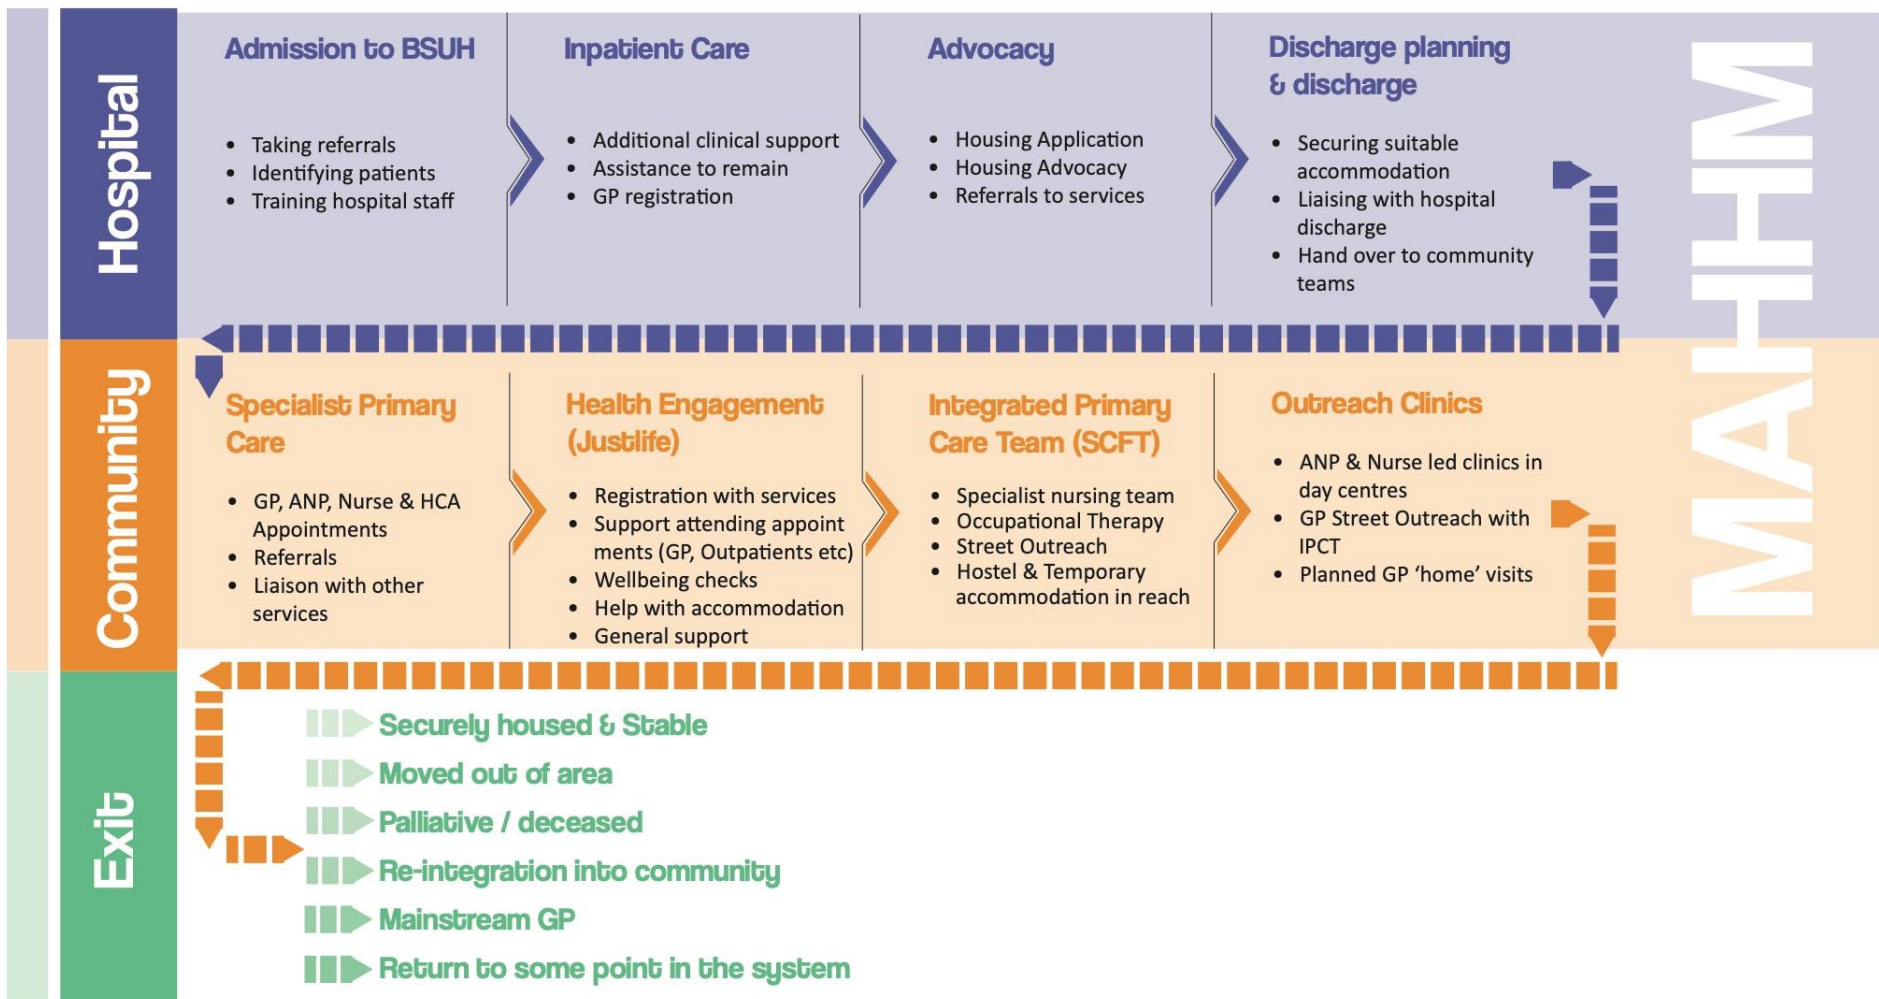 Hospital
Admission to BSUH
• Taking referrals
• Identifying patients
• Training hospital staff
Inpatient Care
• Additional clinical support
• Assistance to remain
• GP registration
Advocacy
• Housing Application
• Housing Advocacy
• Referrals to services
Discharge planning
& discharge
• Securing suitable
accommodation
• Liaising with hospital
discharge
• Hand over to community
teams
MAHHM
Community
Specialist Primary
Care
• GP, ANP, Nurse & HCA
Appointments
• Referrals
• Liaison with other
services
Health Engagement
(Justlife)
• Registration with services
• Support attending appoint
ments (GP, Outpatients etc)
• Wellbeing checks
• Help with accommodation
• General support
Integrated Primary
Care Team (SCFT)
• Specialist nursing team
• Occupational Therapy
• Street Outreach
• Hostel & Temporary
accommodation in reach
Outreach Clinics
• ANP & Nurse led clinics in
day centres
• GP Street Outreach with
IPCT
• Planned GP ‘home’ visits
Exit
Securely housed & Stable
Moved out of area
Palliative / deceased
Re-integration into community
Mainstream GP
Return to some point in the system